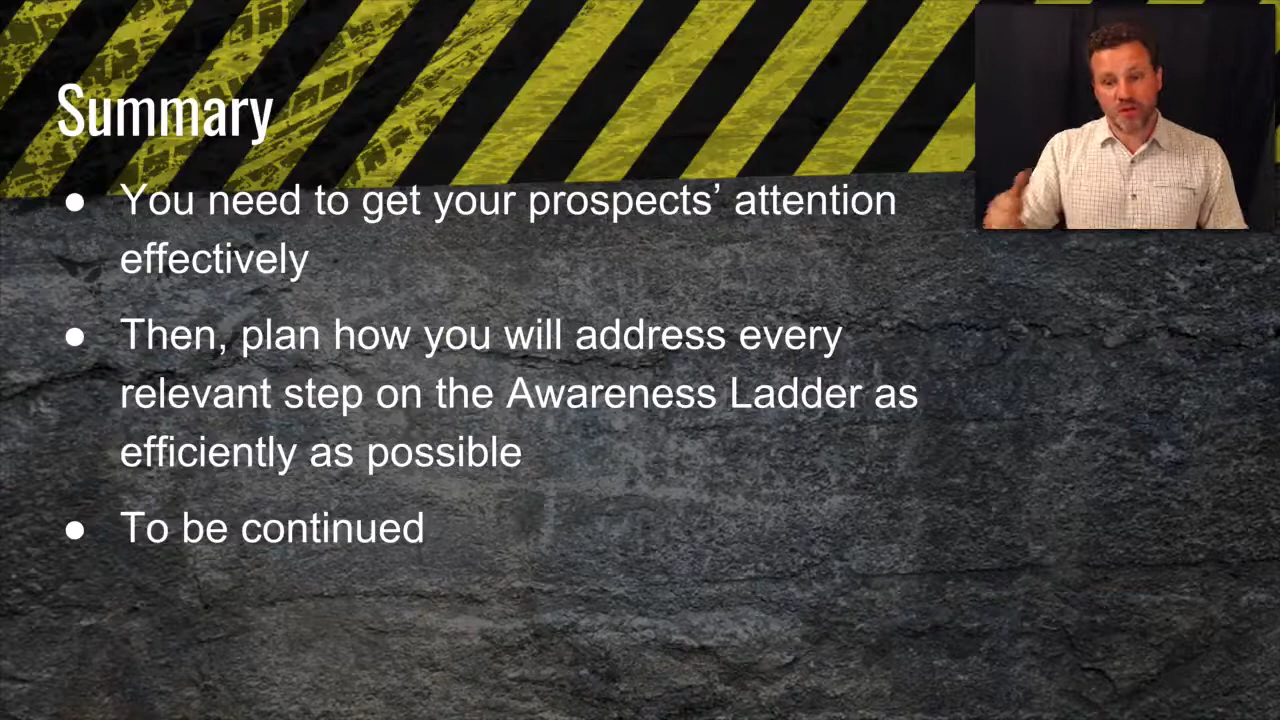 Summary
● You need to get your prospects’ attention
effectively
● Then, plan how you will address every
relevant step on the Awareness Ladder as
efficiently as possible
● To be continued